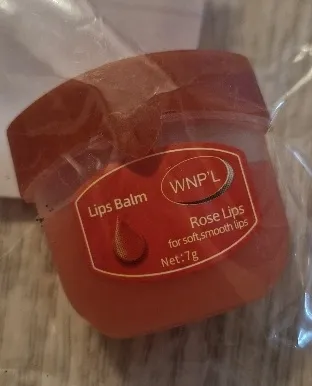 Lips Balm
WNP'L
Rose Lips
for soft,smooth lips
Net:7g